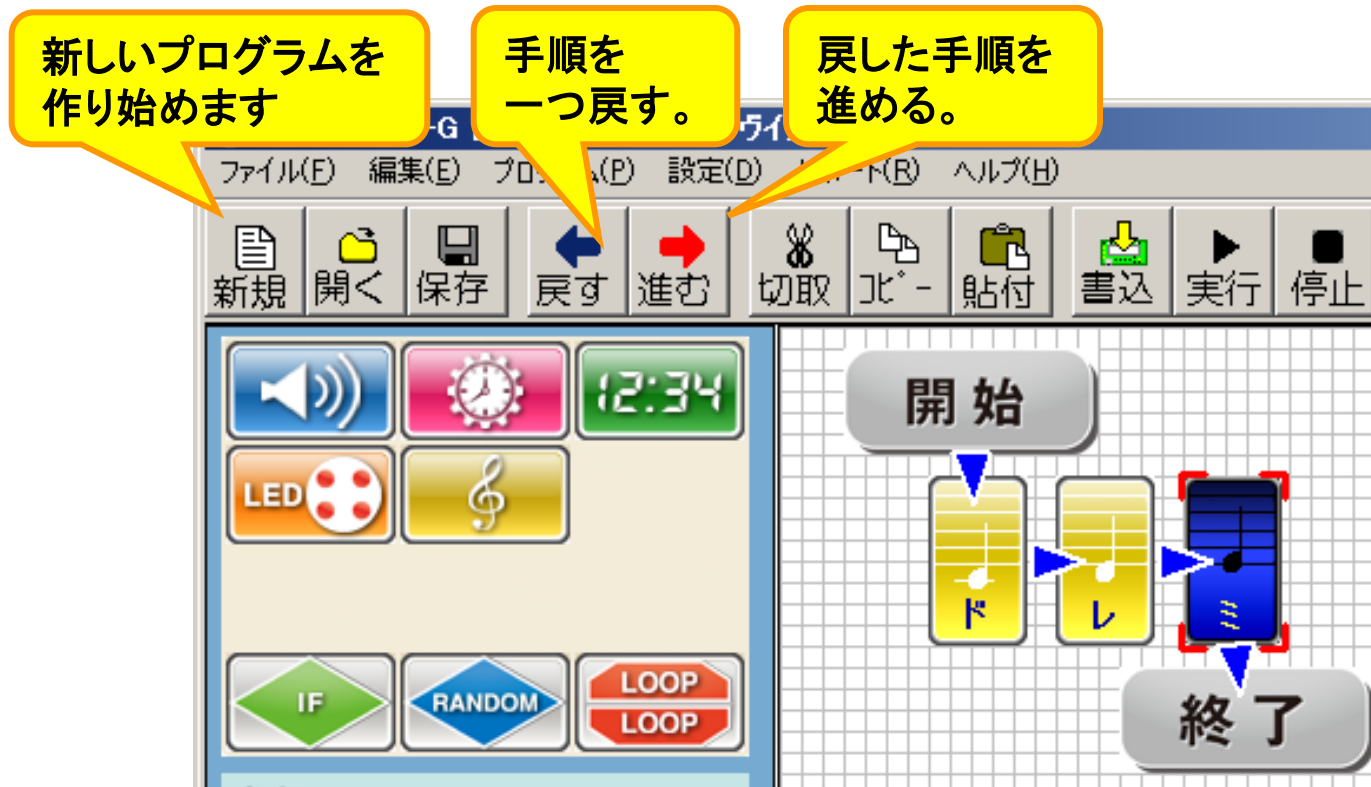 新しいプログラムを
作り始めます
手順を
一つ戻す。
戻した手順を
進める。
-G
ファイル(F) 編集(E) (P) 設定(D) (R) ヘルプ(H)
新規 開く 保存 戻す 進む 切取 コピー 貼付 書込 実行 停止
12:34
LED
IF RANDOM LOOP
LOOP
開始
ド レ ミ
終了